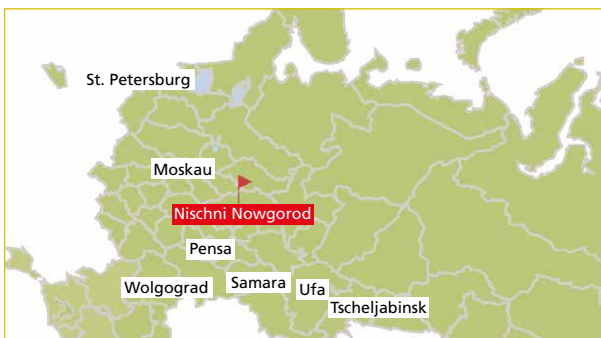 St. Petersburg
Moskau
Nischni Nowgorod
Pensa
Samara
Wolgograd
Ufa
Tscheljabinsk